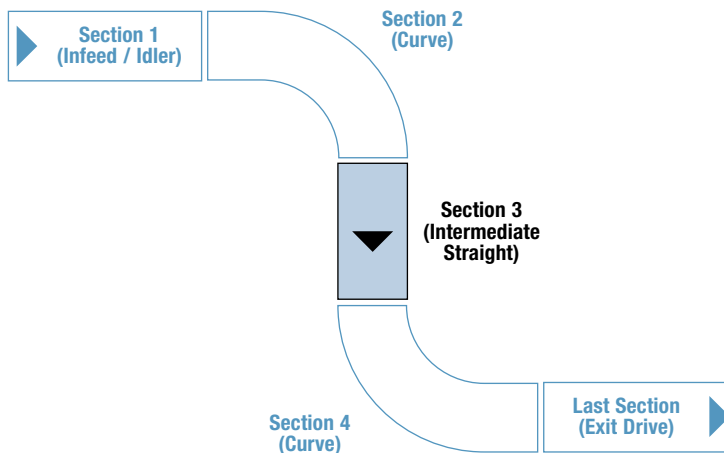 Section 1
(Infeed / Idler)
Section 2
(Curve)
Section 3
(Intermediate
Straight)
Section 4
(Curve)
Last Section
(Exit Drive)